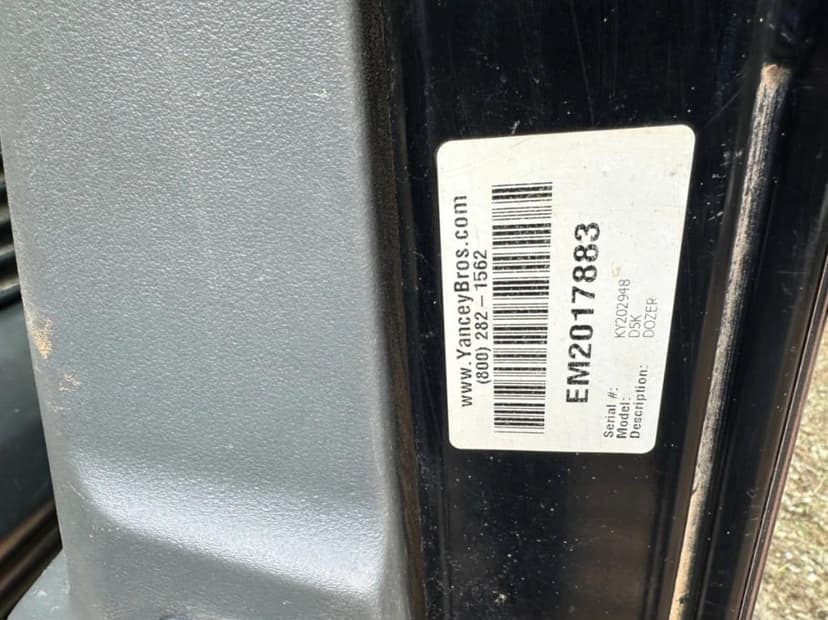 www.YanceyBros.com
(800) 282-1562
EM2017883
Serial #: KY202948
Model: D5K
Description: DOZER